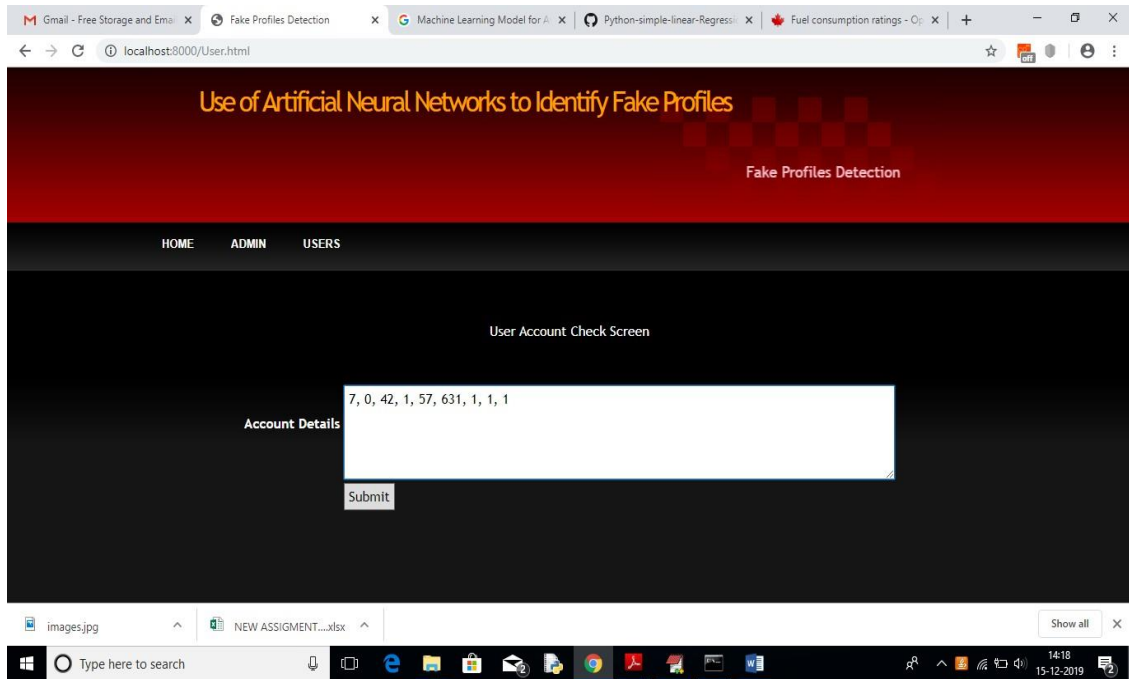 Gmail - Free Storage and Emai
Fake Profiles Detection
Machine Learning Model for A
Python-simple-linear-Regressi
Fuel consumption ratings - Op
localhost:8000/User.html
off
Use of Artificial Neural Networks to Identify Fake Profiles
Fake Profiles Detection
HOME ADMIN USERS
User Account Check Screen
Account Details
7, 0, 42, 1, 57, 631, 1, 1, 1
Submit
images.jpg
NEW ASSIGMENT....xlsx
Show all
Type here to search
14:18
15-12-2019